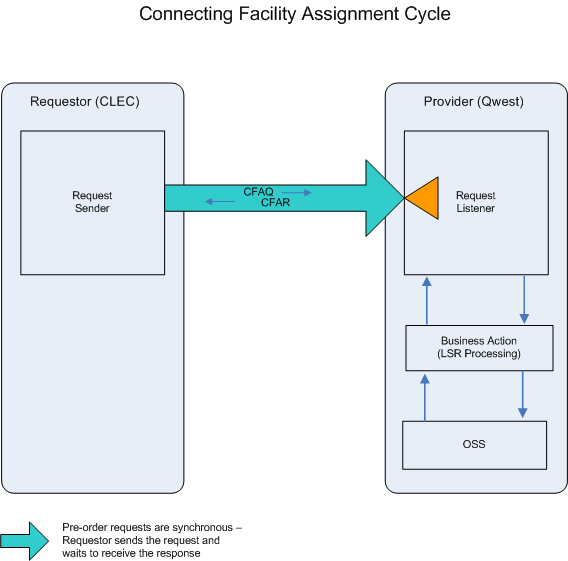 Connecting Facility Assignment Cycle
Requestor (CLEC)
Provider (Qwest)
Request
Sender
CFAQ
CFAR
Request
Listener
Business Action
(LSR Processing)
OSS
Pre-order requests are synchronous –
Requestor sends the request and
waits to receive the response